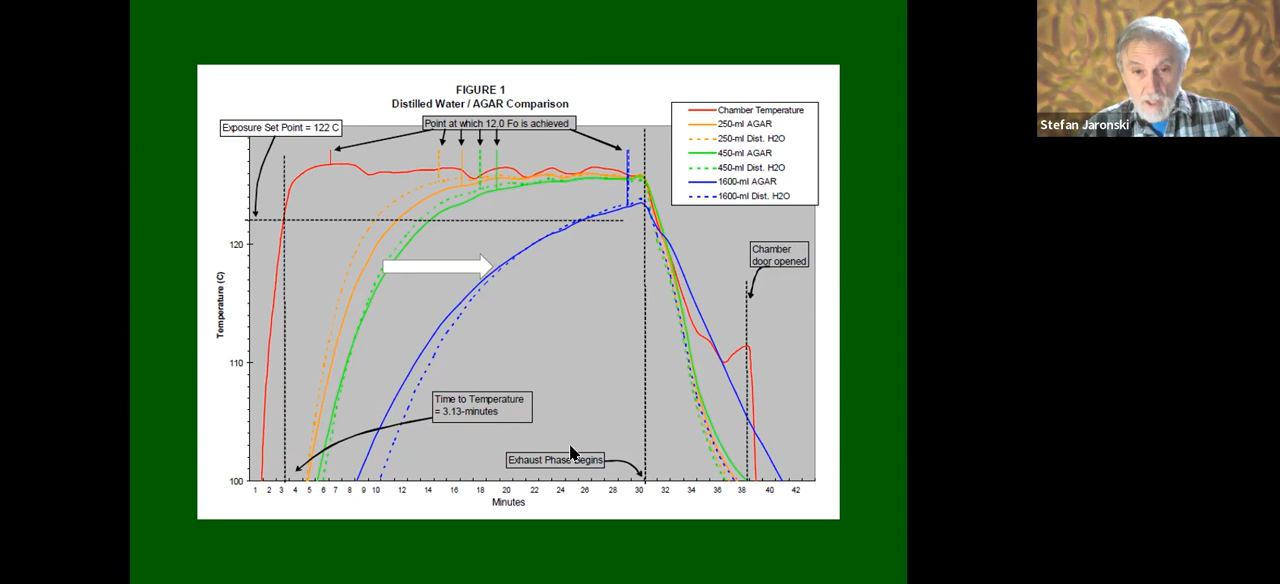 FIGURE 1
Distilled Water / AGAR Comparison
Exposure Set Point = 122 C
Point at which 12.0 Fo is achieved
Chamber Temperature
250-ml AGAR
250-ml Dist. H2O
450-ml AGAR
450-ml Dist. H2O
1600-ml AGAR
1600-ml Dist. H2O
Stefan Jaronski
120
110
100
Temperature (C)
Chamber
door opened
Time to Temperature
= 3.13-minutes
Exhaust Phase Begins
1 2 3 4 5 6 7 8 9 10 12 14 16 18 20 22 24 26 28 30 32 34 36 38 40 42
Minutes